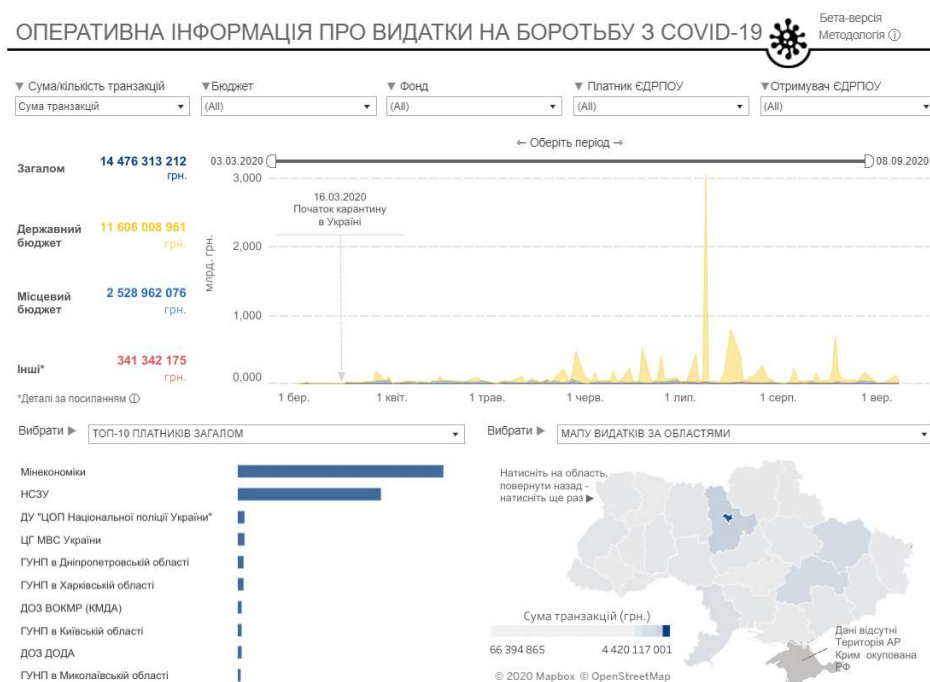 ОПЕРАТИВНА ІНФОРМАЦІЯ ПРО ВИДАТКИ НА БОРОТЬБУ З COVID-19
Бета-версія
Методологія ⓘ
▼ Сума/кількість транзакцій
▼Бюджет
▼ Фонд
▼ Платник ЄДРПОУ
▼Отримувач ЄДРПОУ
Сума транзакцій
(All)
(All)
(All)
(All)
Загалом
14 476 313 212
грн.
Державний
бюджет
11 606 008 961
грн.
Місцевий
бюджет
2 528 962 076
грн.
Інші*
341 342 175
грн.
*Деталі за посиланням ⓘ
← Оберіть період →
03.03.2020
08.09.2020
млрд. грн.
3,000
2,000
1,000
0,000
16.03.2020
Початок карантину
в Україні
1 бер.
1 квіт.
1 трав.
1 черв.
1 лип.
1 серп.
1 вер.
Вибрати ▶
ТОП-10 ПЛАТНИКІВ ЗАГАЛОМ
Мінекономіки
НСЗУ
ДУ "ЦОП Національної поліції України"
ЦГ МВС України
ГУНП в Дніпропетровській області
ГУНП в Харківській області
ДОЗ ВОКМР (КМДА)
ГУНП в Київській області
ДОЗ ДОДА
ГУНП в Миколаївській області
Вибрати ▶
МАПУ ВИДАТКІВ ЗА ОБЛАСТЯМИ
Натисніть на область,
повернути назад -
натисніть ще раз ▶
Сума транзакцій (грн.)
66 394 865
4 420 117 001
Дані відсутні
Територія АР
Крим окупована
РФ
© 2020 Mapbox © OpenStreetMap